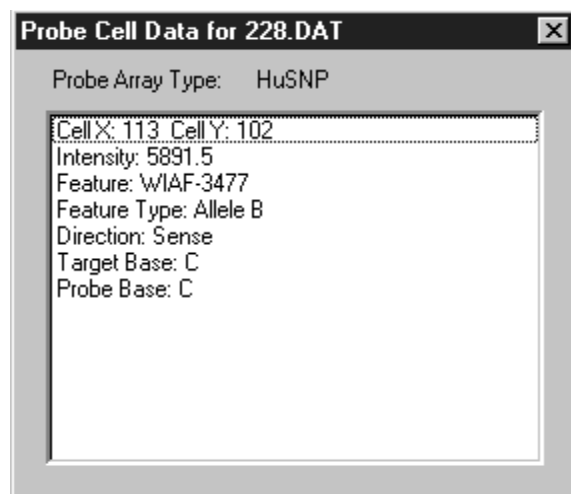 Probe Cell Data for 228.DAT
Probe Array Type: HuSNP
Cell X: 113 Cell Y: 102
Intensity: 5891.5
Feature: WIAF-3477
Feature Type: Allele B
Direction: Sense
Target Base: C
Probe Base: C